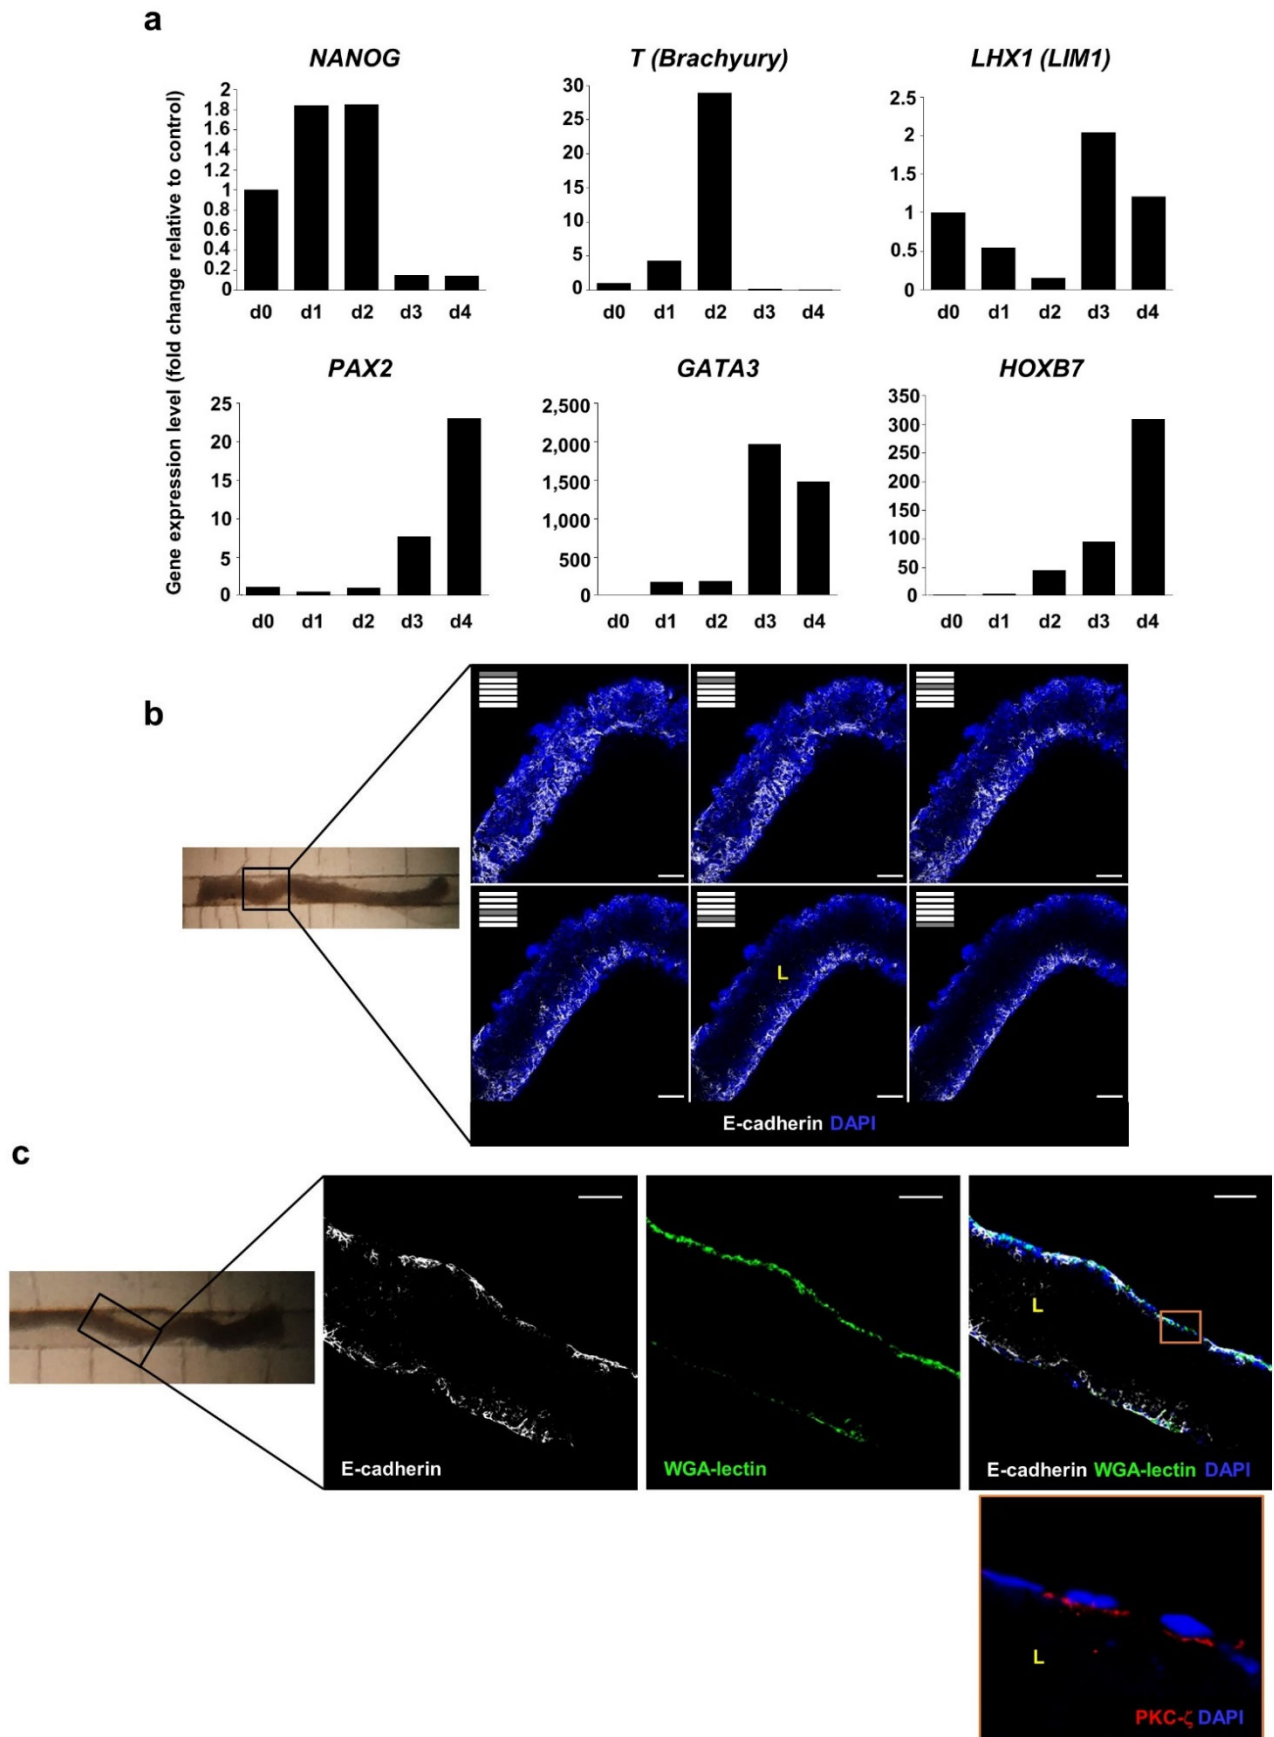 a
NANOG
T (Brachyury)
LHX1 (LIM1)
Gene expression level (fold change relative to control)
2
1.8
1.6
1.4
1.2
1
0.8
0.6
0.4
0.2
0
d0 d1 d2 d3 d4
30
25
20
15
10
5
0
d0 d1 d2 d3 d4
2.5
2
1.5
1
0.5
0
d0 d1 d2 d3 d4
PAX2
GATA3
HOXB7
25
20
15
10
5
0
d0 d1 d2 d3 d4
2,500
2,000
1,500
1,000
500
0
d0 d1 d2 d3 d4
350
300
250
200
150
100
50
0
d0 d1 d2 d3 d4
b
L
E-cadherin DAPI
c
E-cadherin
WGA-lectin
L
E-cadherin WGA-lectin DAPI
L
PKC-ζ DAPI